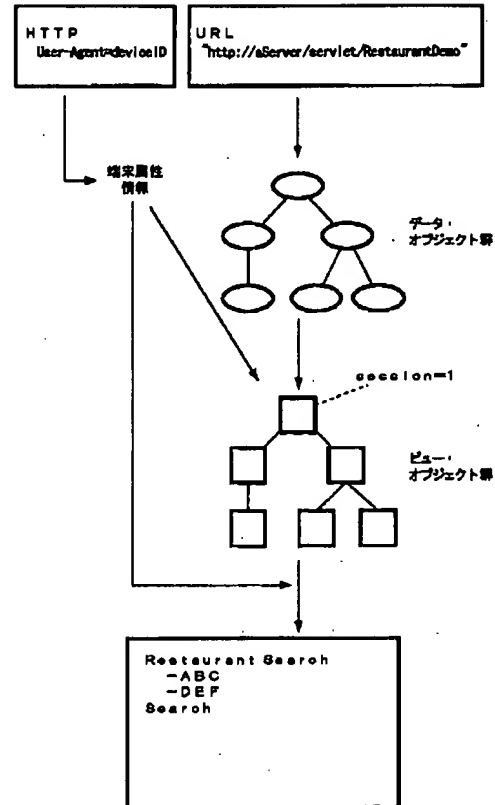 HTTP
User-Agent=deviceID
URL
"http://aServer/servlet/RestaurantDemo"
端末属性
情報
データ・
オブジェクト群
session=1
ビュー・
オブジェクト群
Restaurant Search
-ABC
-DEF
Search